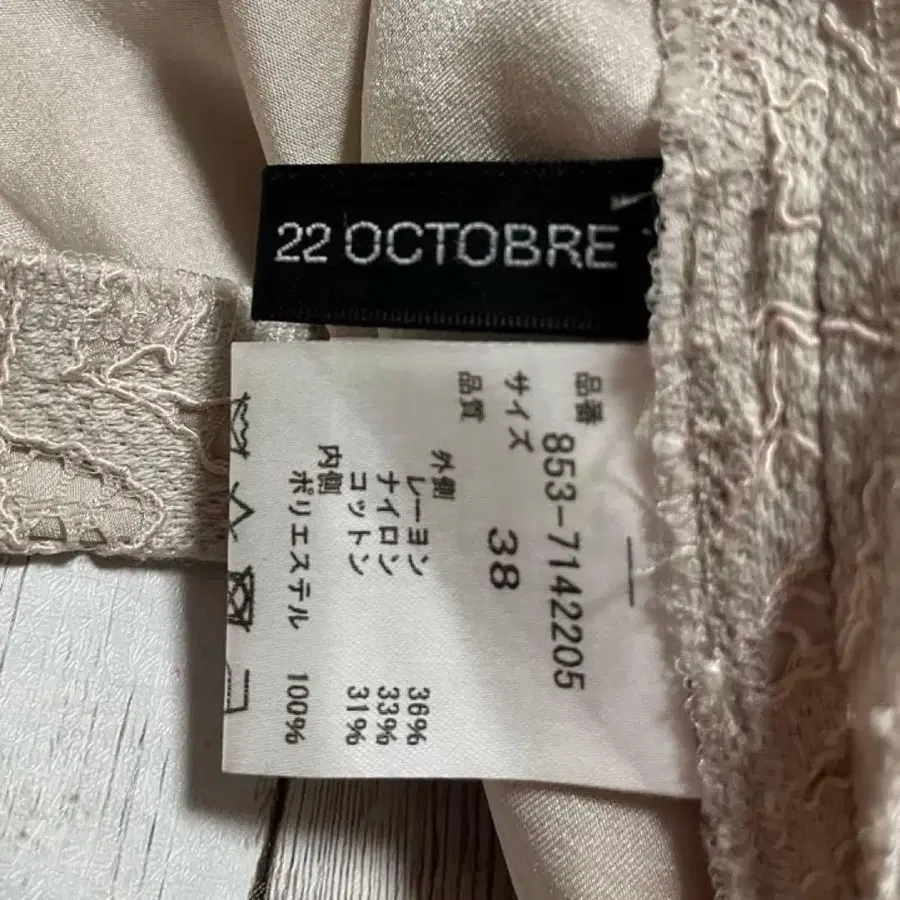 22 OCTOBRE
品番 853-7142205
サイズ 38
品質
外側
レーヨン 36%
ナイロン 33%
コットン 31%
内側
ポリエステル 100%